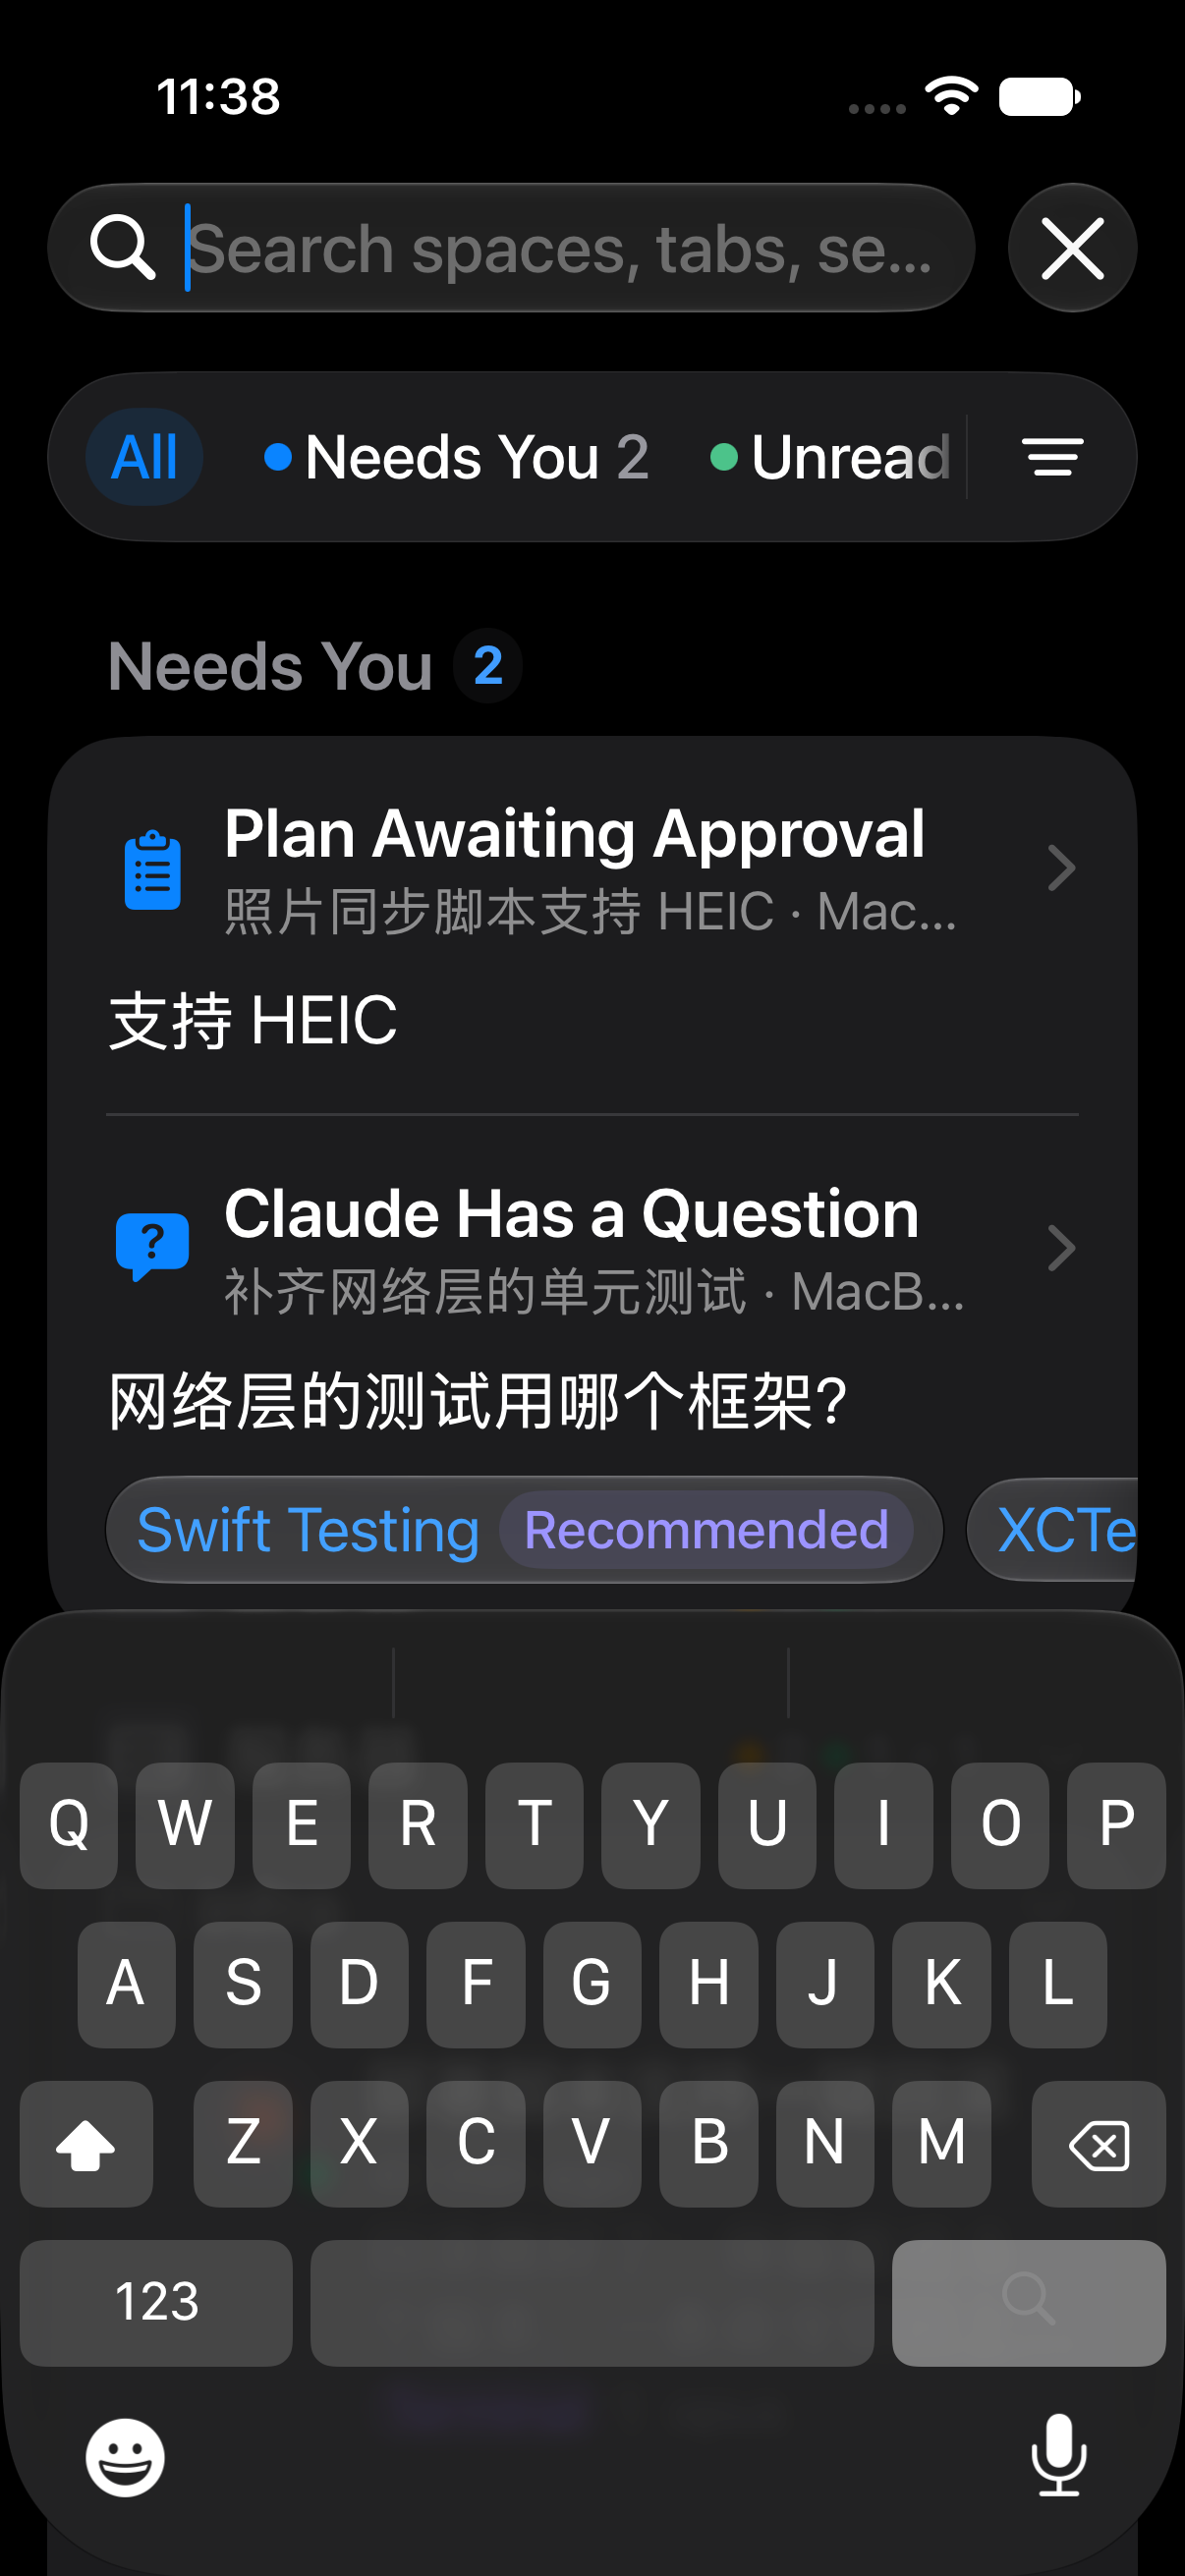 11:38
Search spaces, tabs, se...
All
Needs You 2
Unread
Needs You 2
Plan Awaiting Approval
照片同步脚本支持 HEIC · Mac...
支持 HEIC
Claude Has a Question
补齐网络层的单元测试 · MacB...
网络层的测试用哪个框架?
Swift Testing Recommended
XCTe
Q W E R T Y U I O P
A S D F G H J K L
Z X C V B N M
123